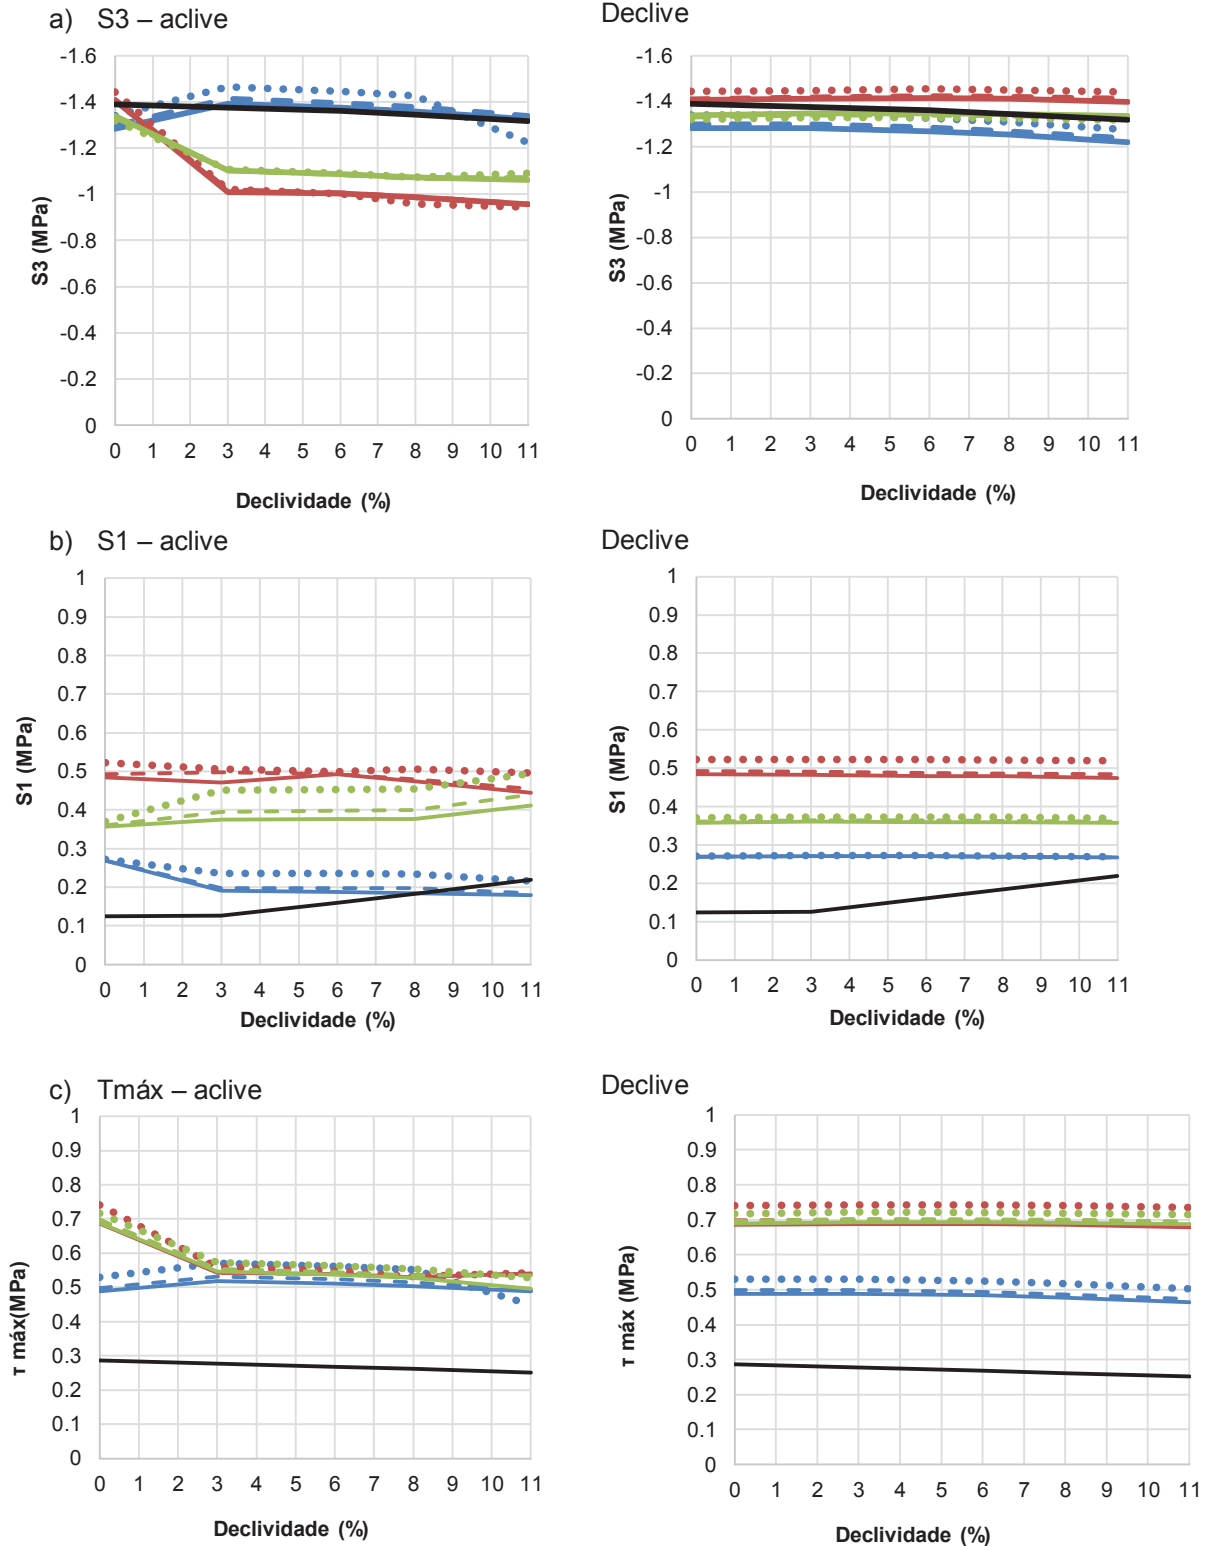 a) S3 – aclive
-1.6
-1.4
-1.2
-1
-0.8
-0.6
-0.4
-0.2
0
S3 (MPa)
0 1 2 3 4 5 6 7 8 9 10 11
Declividade (%)
Declive
-1.6
-1.4
-1.2
-1
-0.8
-0.6
-0.4
-0.2
0
S3 (MPa)
0 1 2 3 4 5 6 7 8 9 10 11
Declividade (%)
b) S1 – aclive
1
0.9
0.8
0.7
0.6
0.5
0.4
0.3
0.2
0.1
0
S1 (MPa)
0 1 2 3 4 5 6 7 8 9 10 11
Declividade (%)
Declive
1
0.9
0.8
0.7
0.6
0.5
0.4
0.3
0.2
0.1
0
S1 (MPa)
0 1 2 3 4 5 6 7 8 9 10 11
Declividade (%)
c) Tmáx – aclive
1
0.9
0.8
0.7
0.6
0.5
0.4
0.3
0.2
0.1
0
τ máx(MPa)
0 1 2 3 4 5 6 7 8 9 10 11
Declividade (%)
Declive
1
0.9
0.8
0.7
0.6
0.5
0.4
0.3
0.2
0.1
0
τ máx (MPa)
0 1 2 3 4 5 6 7 8 9 10 11
Declividade (%)